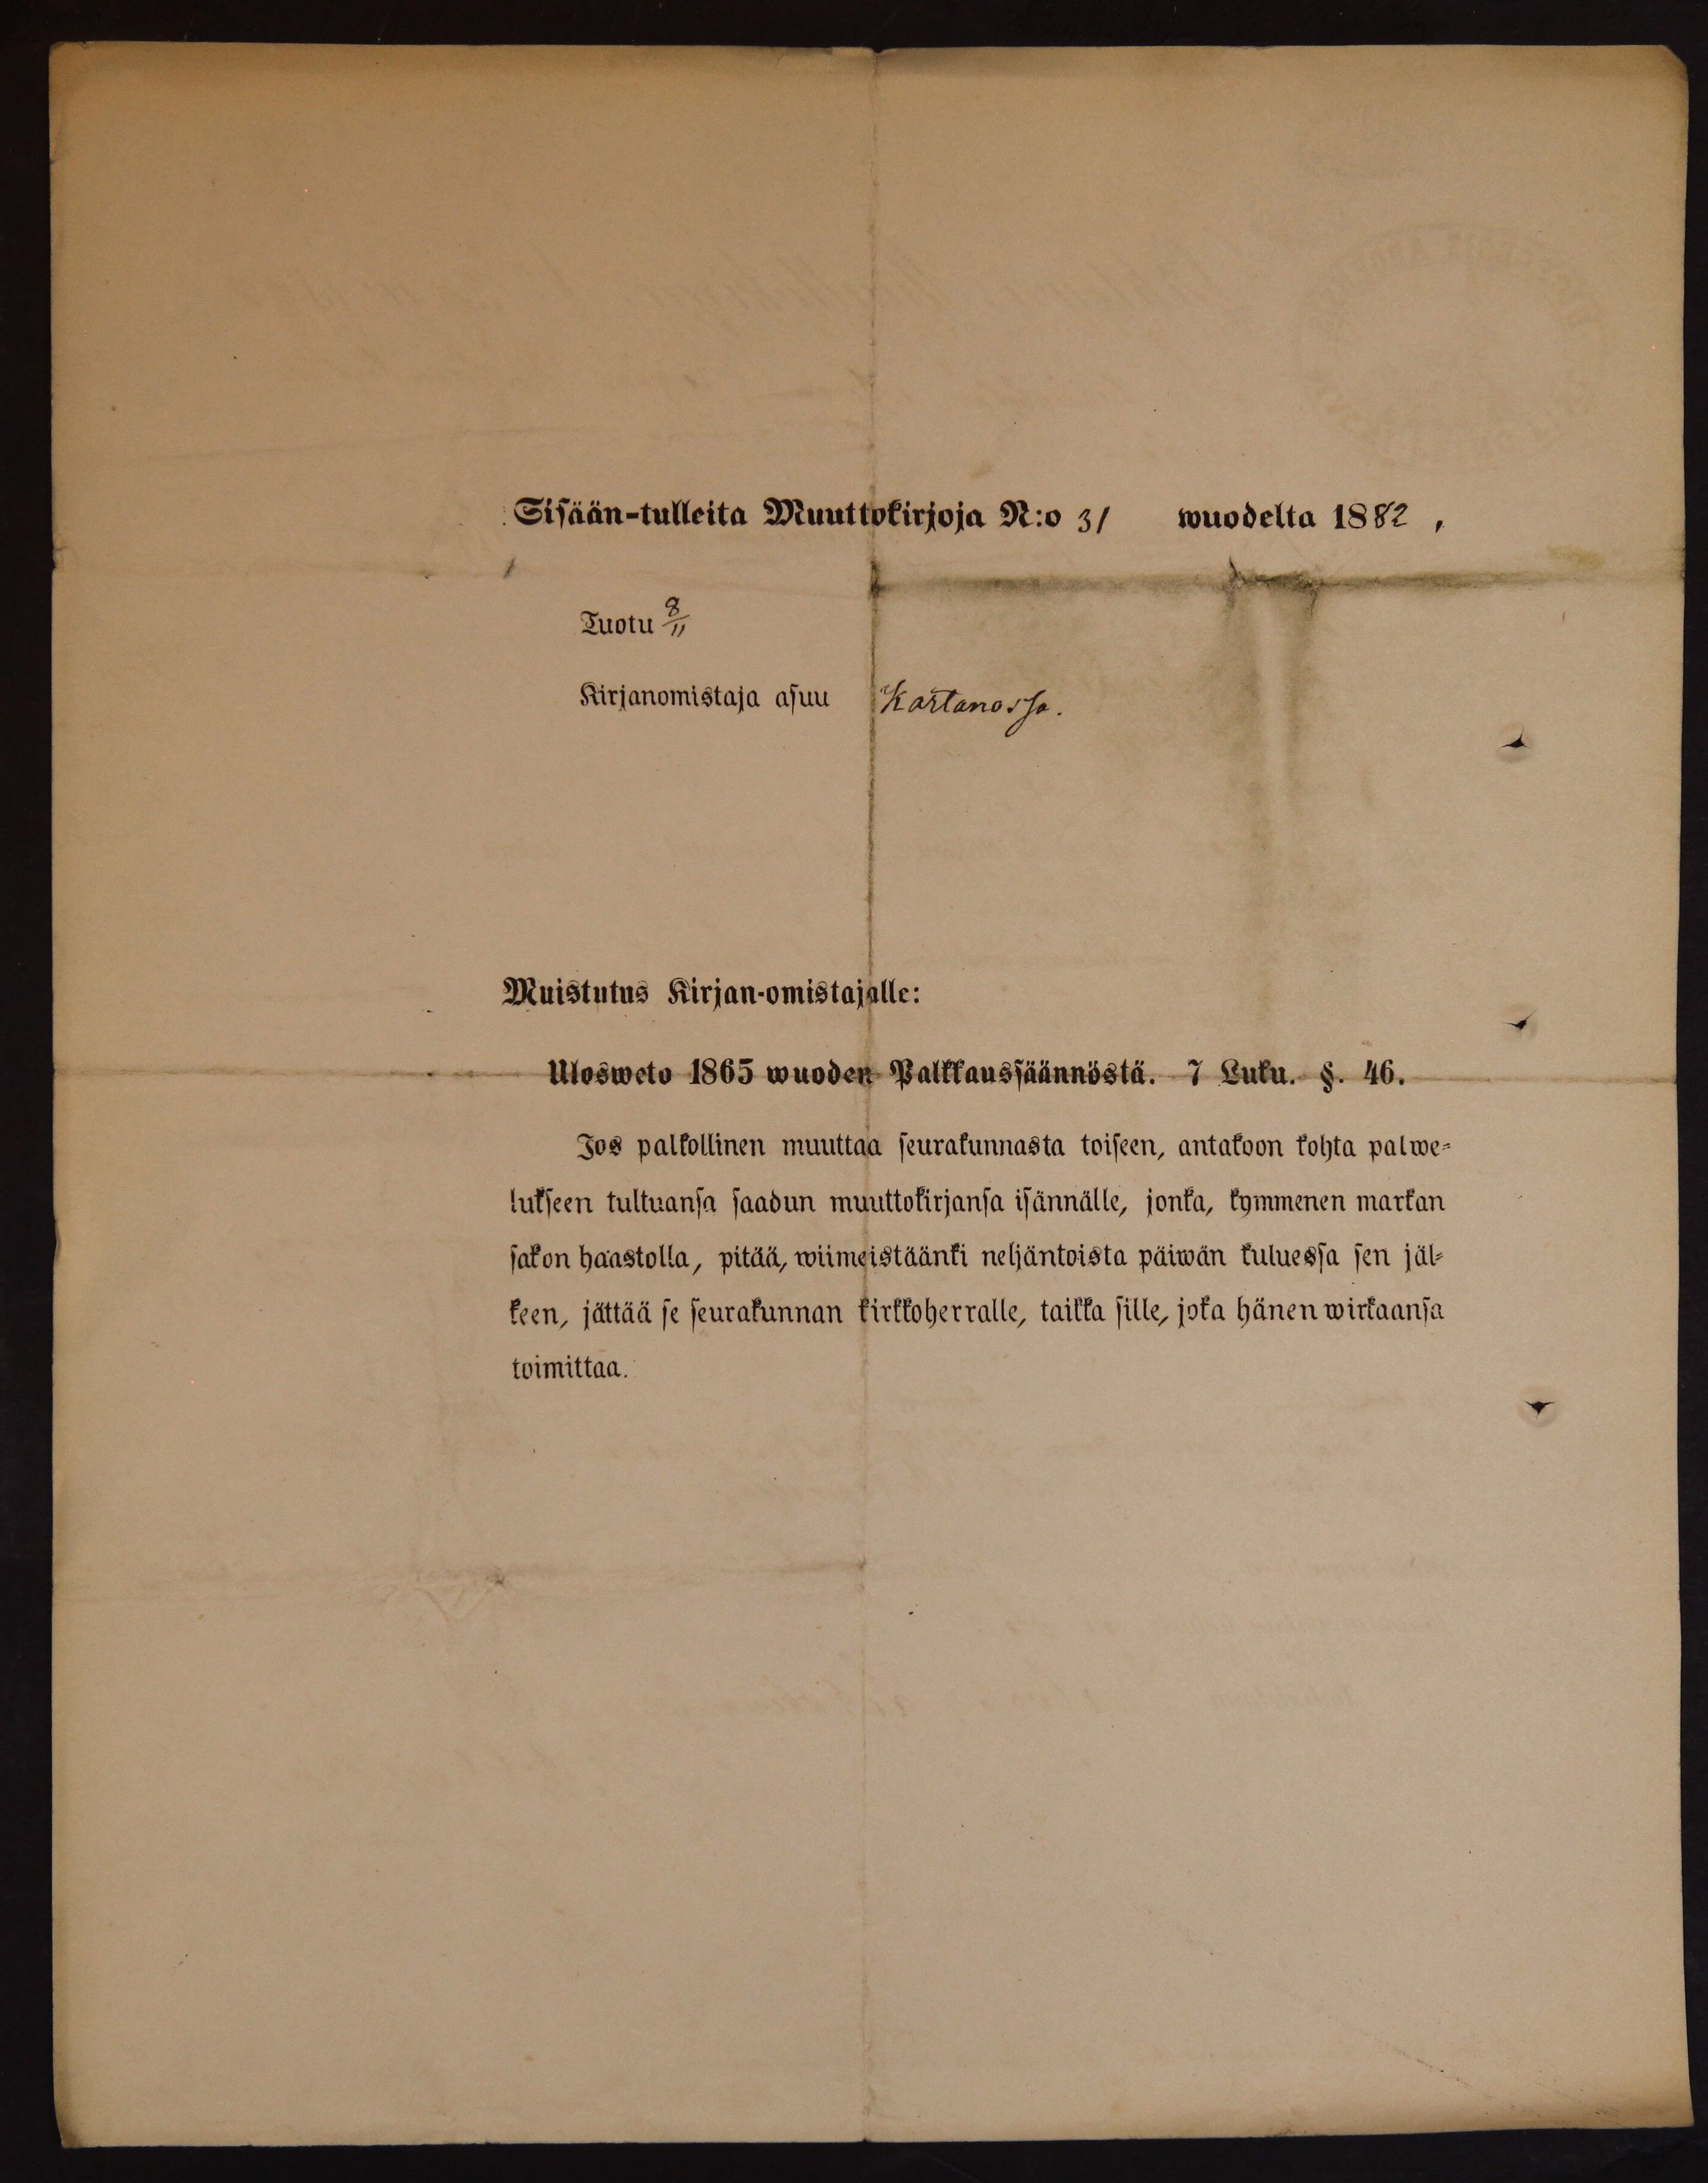 Sisään-tulleita Muuttokirjoja N:o 31 wuodelta 1882,
Tuotu 8/11
Kirjanomistaja asuu Kartanossa.
Muistutus Kirjan-omistajalle:
Ulosweto 1865 wuoden Palkkaussäännöstä. 7 Luku. §. 46.
Jos palkollinen muuttaa seurakunnasta toiseen, antakoon kohta palwe-
lukseen tultuansa saadun muuttokirjansa isännälle, jonka, kymmenen markan
sakon haastolla, pitää, wiimeistäänki neljäntoista päiwän kuluessa sen jäl-
keen, jättää se seurakunnan kirkkoherralle, taikka sille, joka hänen wirkaansa
toimittaa.